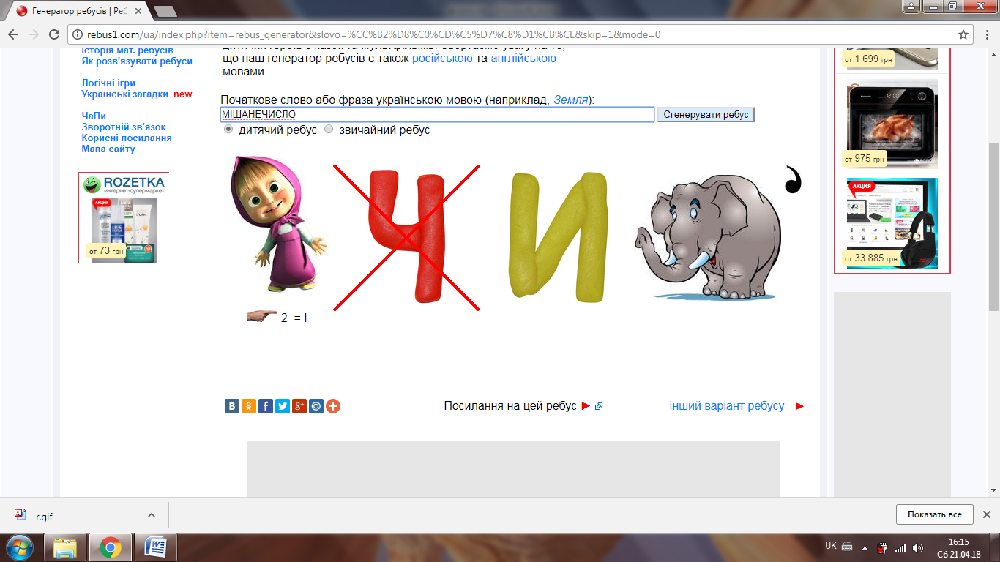 Генератор ребусів | Реб
rebus1.com/ua/index.php?item=rebus_generator&slovo=%CC%B2%D8%C0%CD%C5%D7%C8%D1%CB%CE&skip=1&mode=0
Історія мат. ребусів
Як розв'язувати ребуси
Логічні ігри
Українські загадки new
ЧаПи
Зворотній зв'язок
Корисні посилання
Мапа сайту
ROZETKA
интернет-супермаркет
АКЦИЯ
от 73 грн
що наш генератор ребусів є також російською та англійською
мовами.
Початкове слово або фраза українською мовою (наприклад, Земля):
МІШАНЕЧИСЛО
Сгенерувати ребус
дитячий ребус звичайний ребус
Ч И ,
2 = І
Посилання на цей ребус
інший варіант ребусу
от 1 699 грн
Panasonic
12:00
от 975 грн
АКЦИЯ
от 33 885 грн
r.gif
Показать все
UK
16:15
Сб 21.04.18